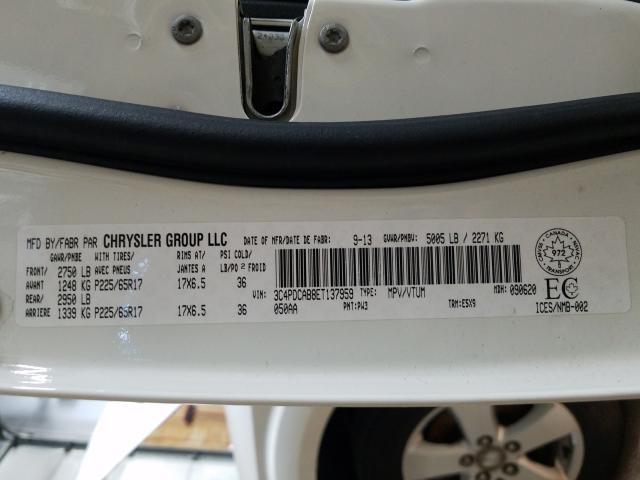 MFD BY/FABR PAR CHRYSLER GROUP LLC DATE OF MFR/DATE DE FABR: 9-13 GVWR/PNBV: 5005 LB / 2271 KG
GAWR/PNBE WITH TIRES/ RIMS AT/ PSI COLD/
AVEC PNEUS JANTES A LB/PO 2 FROID
FRONT/ 2750 LB
AVANT 1248 KG P225/65R17 17X6.5 36
REAR/ 2950 LB
ARRIERE 1339 KG P225/65R17 17X6.5 36
VIN: 3C4PDCAB8ET137959 TYPE: MPV/VTUM MDH: 090620
050AA PNT: PW3 TRM: E5X9
CANADA
972
TRANSPORT
EC
ICES/NMB-002